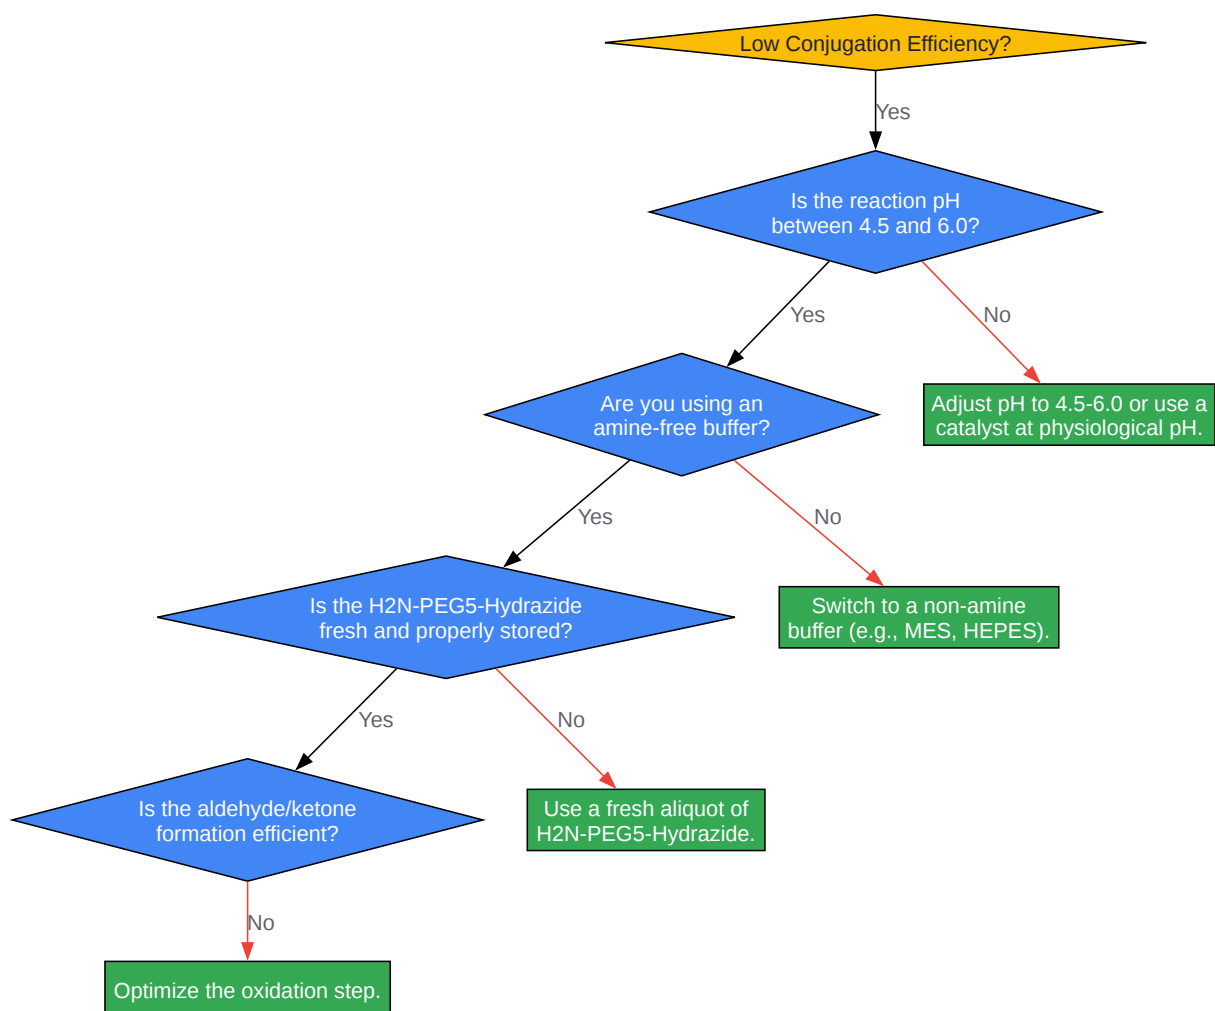 Low Conjugation Efficiency?
Yes
Is the reaction pH
between 4.5 and 6.0?
Yes
No
Are you using an
amine-free buffer?
Adjust pH to 4.5-6.0 or use a
catalyst at physiological pH.
Yes
No
Is the H2N-PEG5-Hydrazide
fresh and properly stored?
Switch to a non-amine
buffer (e.g., MES, HEPES).
Yes
No
Is the aldehyde/ketone
formation efficient?
Use a fresh aliquot of
H2N-PEG5-Hydrazide.
No
Optimize the oxidation step.